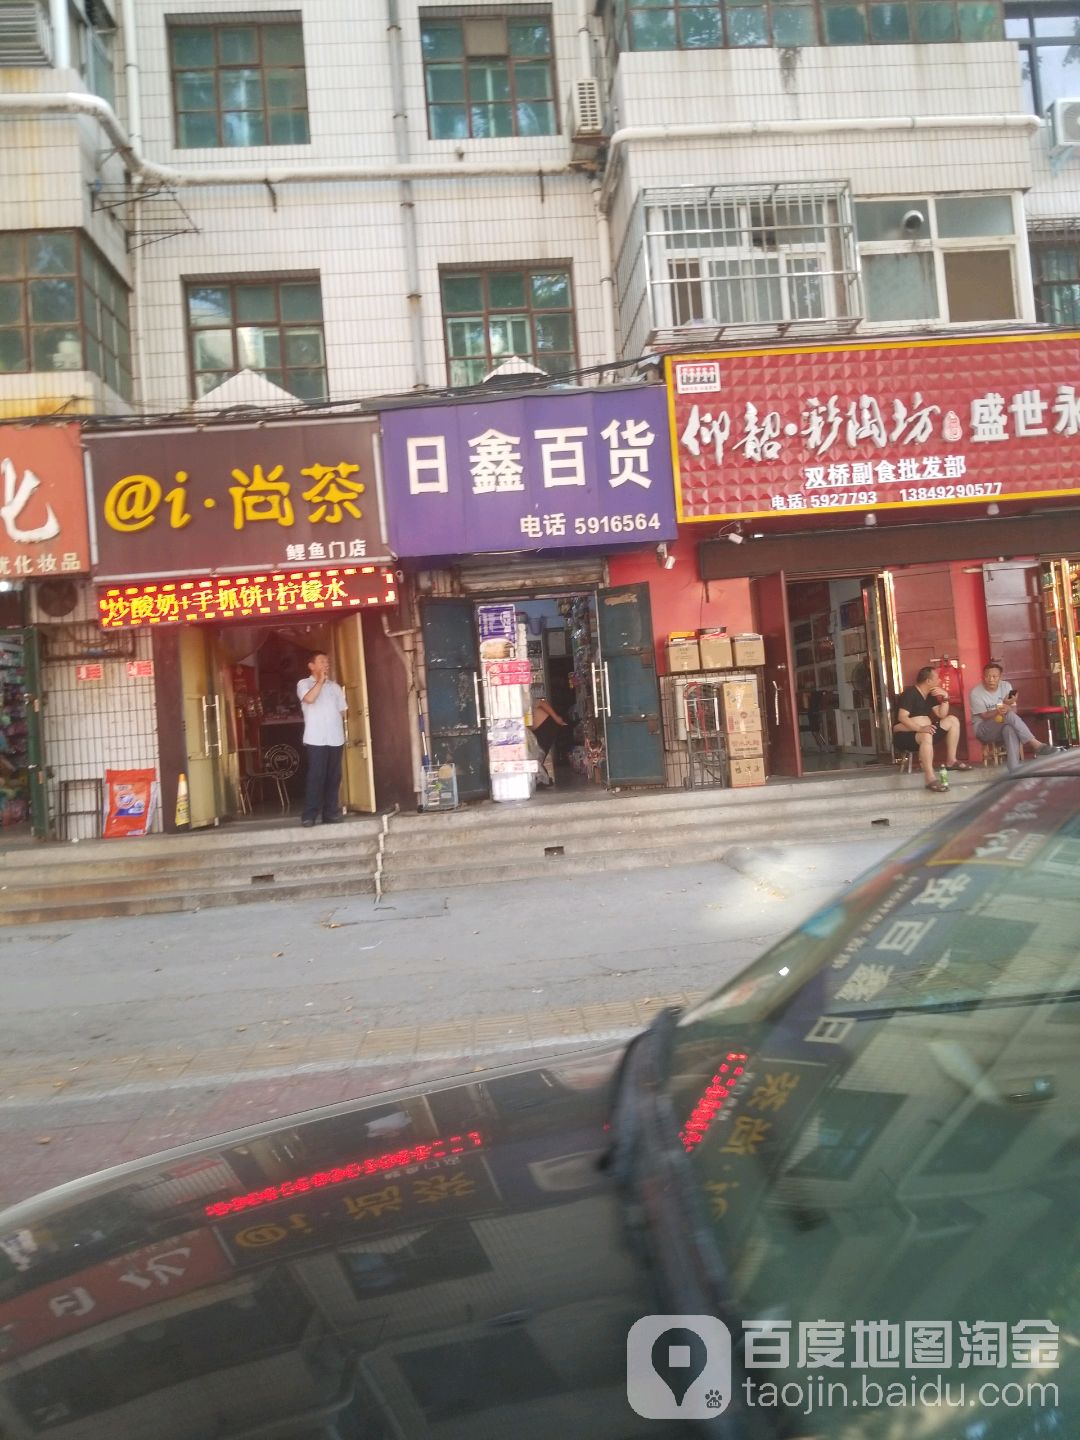 化
优化妆品
@i·尚茶
鲤鱼门店
炒酸奶+手抓饼+柠檬水
日鑫百货
电话 5916564
仰韶·彩陶坊 盛世永
双桥副食批发部
电话: 5927793 13849290577
百度地图淘金
taojin.baidu.com